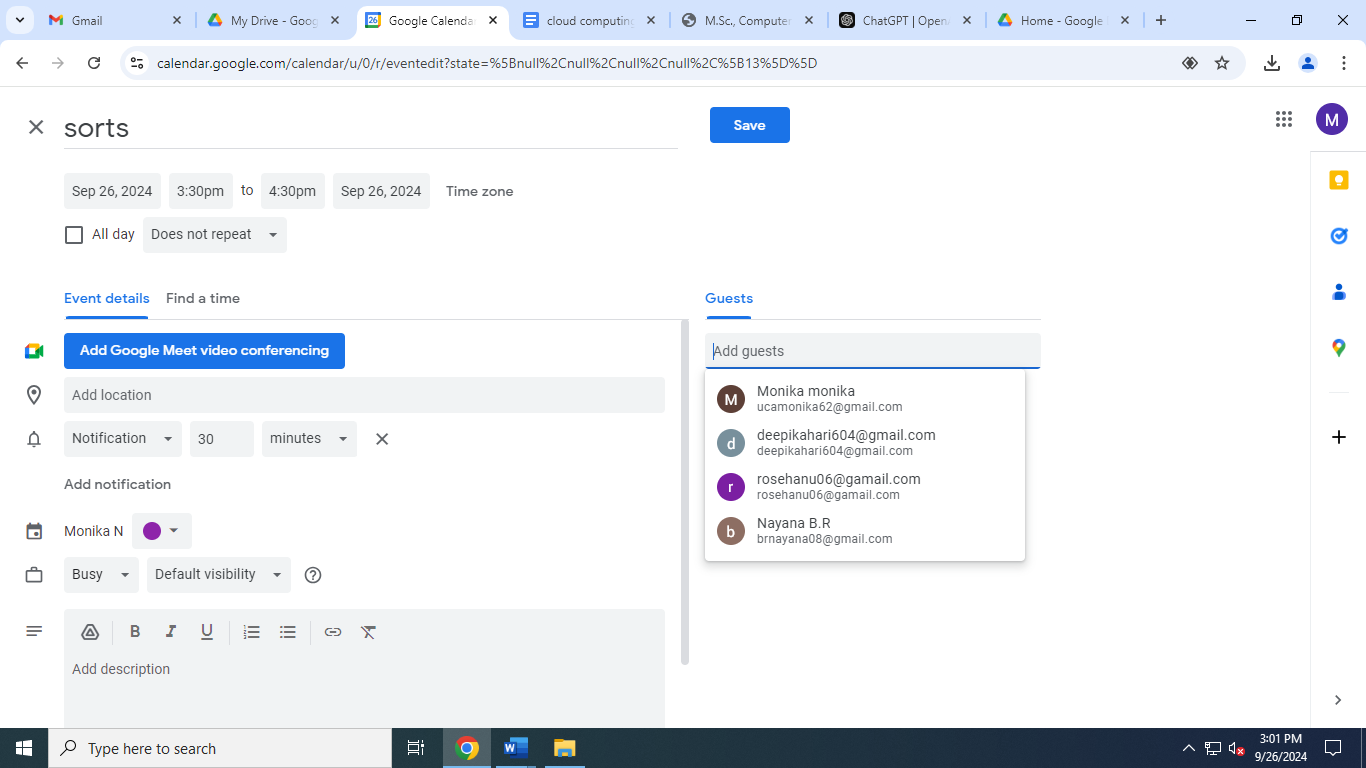 Gmail
My Drive - Goog
Google Calenda
cloud computing
M.Sc., Computer
ChatGPT | Open
Home - Google
calendar.google.com/calendar/u/0/r/eventedit?state=%5Bnull%2Cnull%2Cnull%2Cnull%2C%5B13%5D%5D
sorts
Save
M
Sep 26, 2024 3:30pm to 4:30pm Sep 26, 2024 Time zone
All day Does not repeat
Event details Find a time
Guests
Add Google Meet video conferencing
Add guests
Add location
Notification 30 minutes
Add notification
Monika N
Busy Default visibility
B I U
Add description
M Monika monika
ucamonika62@gmail.com
d deepikahari604@gmail.com
deepikahari604@gmail.com
r rosehanu06@gamail.com
rosehanu06@gamail.com
b Nayana B.R
brnayana08@gmail.com
Type here to search
3:01 PM
9/26/2024